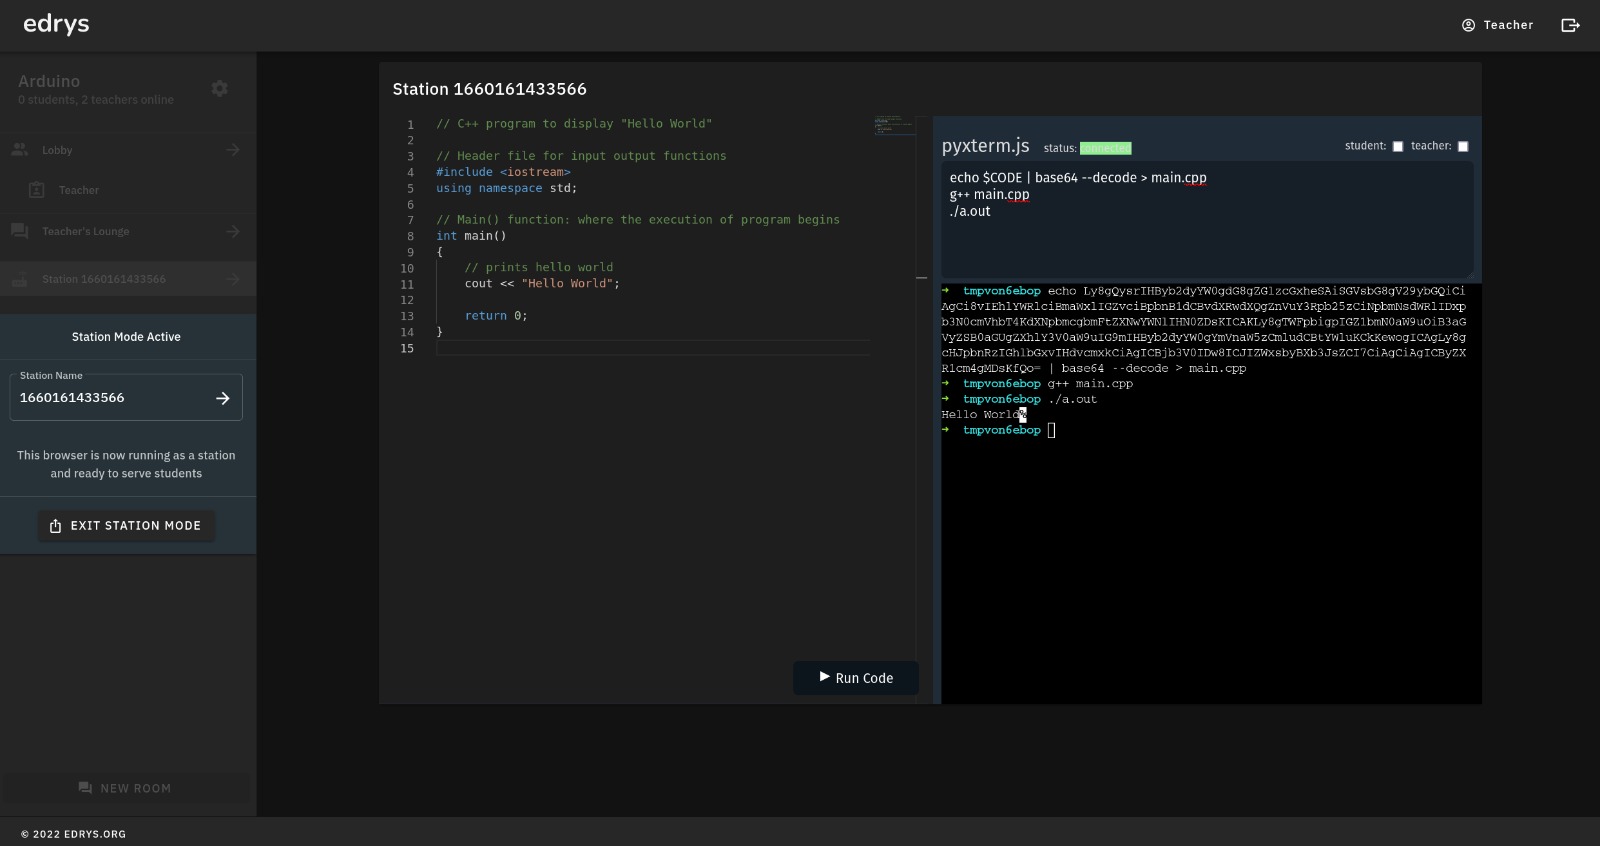 edrys
Teacher
Arduino
0 students, 2 teachers online
Lobby
Teacher
Teacher's Lounge
Station 1660161433566
Station Mode Active
Station Name
1660161433566
This browser is now running as a station
and ready to serve students
EXIT STATION MODE
NEW ROOM
Station 1660161433566
1 // C++ program to display "Hello World"
2
3 // Header file for input output functions
4 #include <iostream>
5 using namespace std;
6
7 // Main() function: where the execution of program begins
8 int main()
9 {
10 // prints hello world
11 cout << "Hello World";
12
13 return 0;
14 }
15
Run Code
pyxterm.js status: connected student: teacher:
echo $CODE | base64 --decode > main.cpp
g++ main.cpp
./a.out
➜ tmpvon6ebop echo
| base64 --decode > main.cpp
➜ tmpvon6ebop g++ main.cpp
➜ tmpvon6ebop ./a.out
Hello World%
➜ tmpvon6ebop
© 2022 EDRYS.ORG